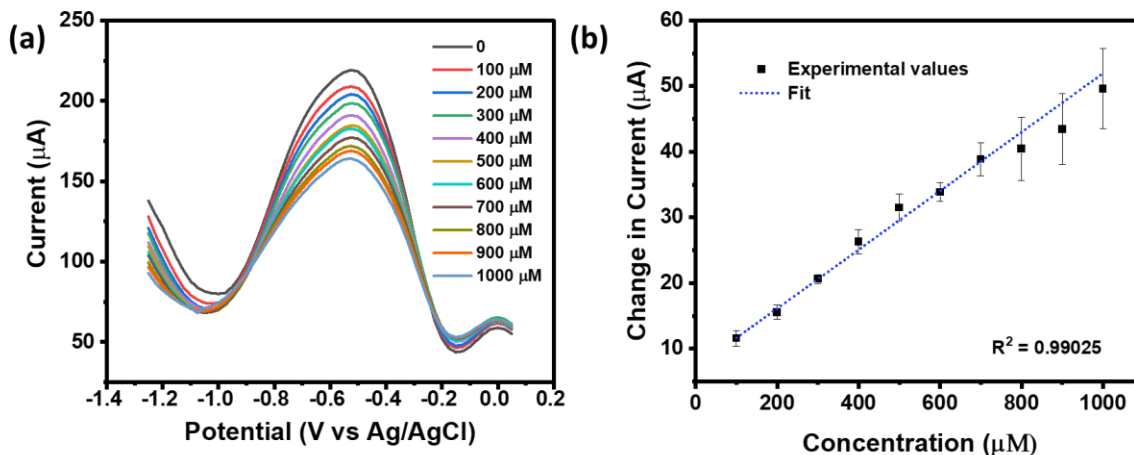 (a)
250
200
150
100
50
Current (μA)
-1.4
-1.2
-1.0
-0.8
-0.6
-0.4
-0.2
0.0
0.2
Potential (V vs Ag/AgCl)
0
100 μM
200 μM
300 μM
400 μM
500 μM
600 μM
700 μM
800 μM
900 μM
1000 μM
(b)
60
50
40
30
20
10
Change in Current (μA)
Experimental values
Fit
R² = 0.99025
200
400
600
800
1000
Concentration (μM)